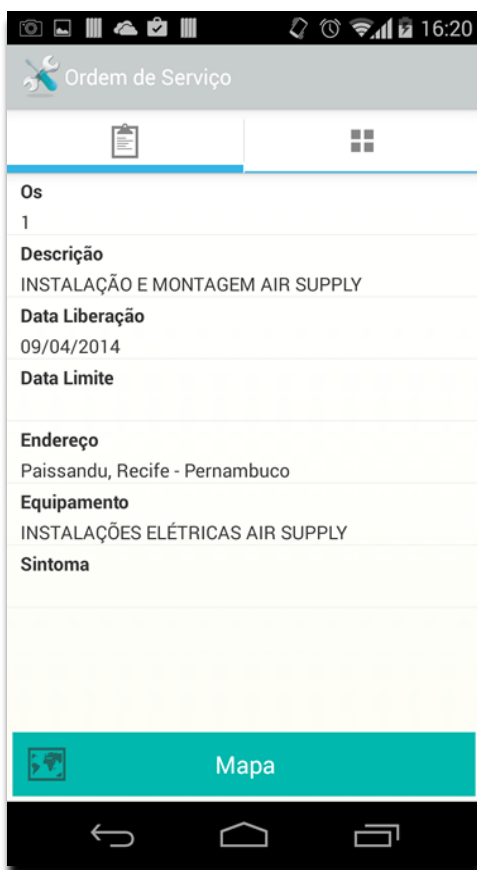 16:20
Ordem de Serviço
Os
1
Descrição
INSTALAÇÃO E MONTAGEM AIR SUPPLY
Data Liberação
09/04/2014
Data Limite
Endereço
Paissandu, Recife - Pernambuco
Equipamento
INSTALAÇÕES ELÉTRICAS AIR SUPPLY
Sintoma
Mapa